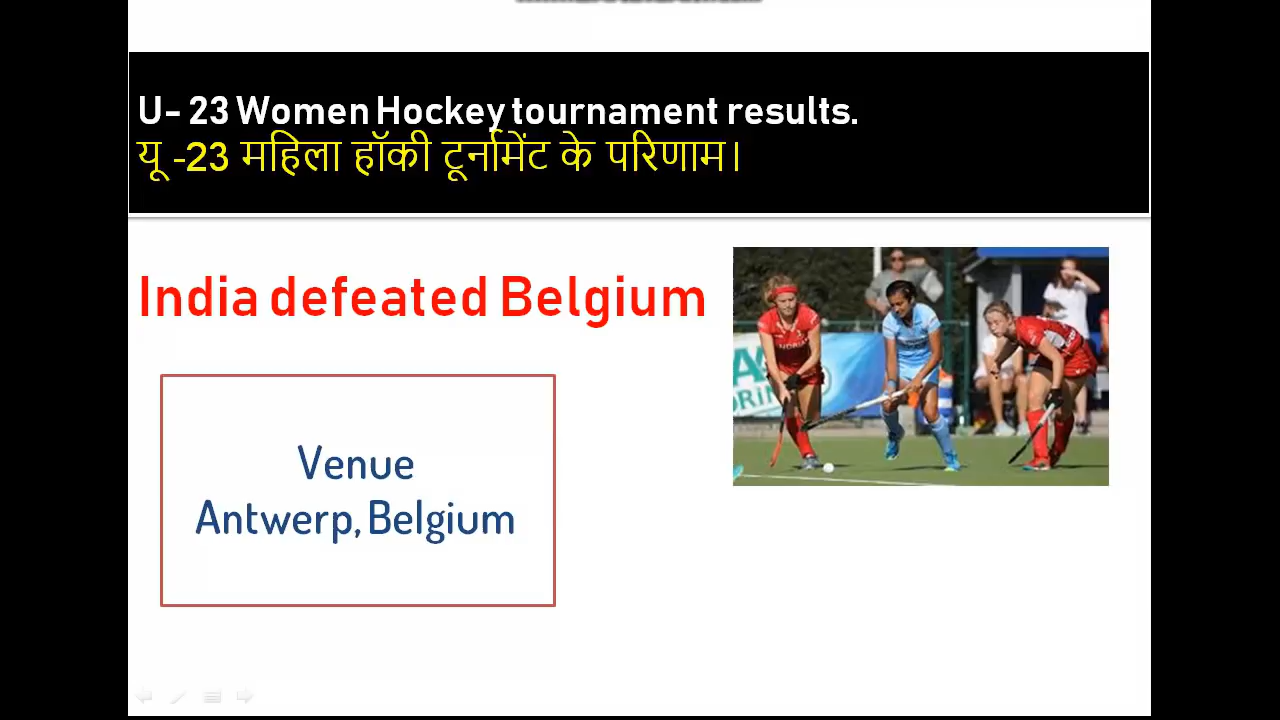 U- 23 Women Hockey tournament results.
यू -23 महिला हॉकी टूर्नामेंट के परिणाम।
India defeated Belgium
Venue
Antwerp, Belgium